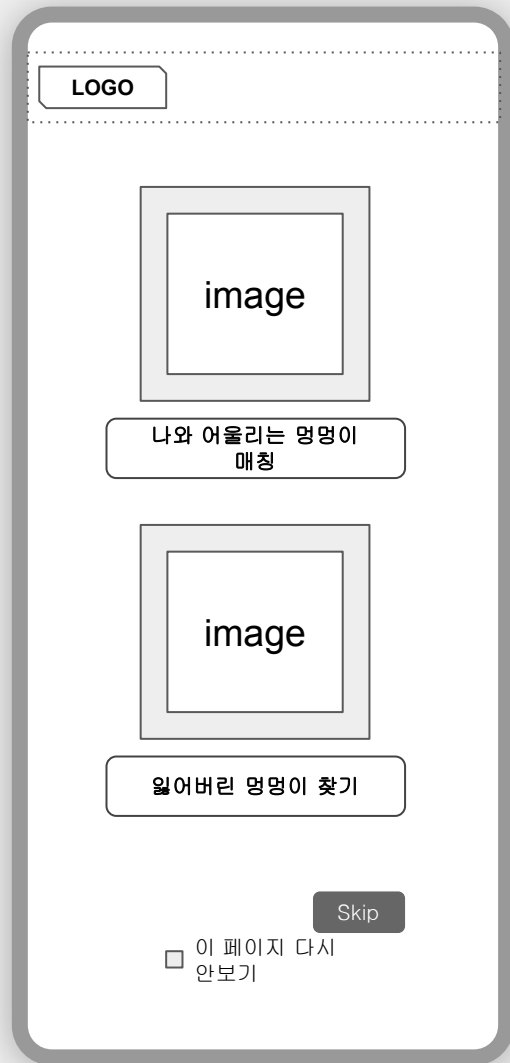 LOGO
image
나와 어울리는 멍멍이
매칭
image
잃어버린 멍멍이 찾기
Skip
이 페이지 다시
안보기